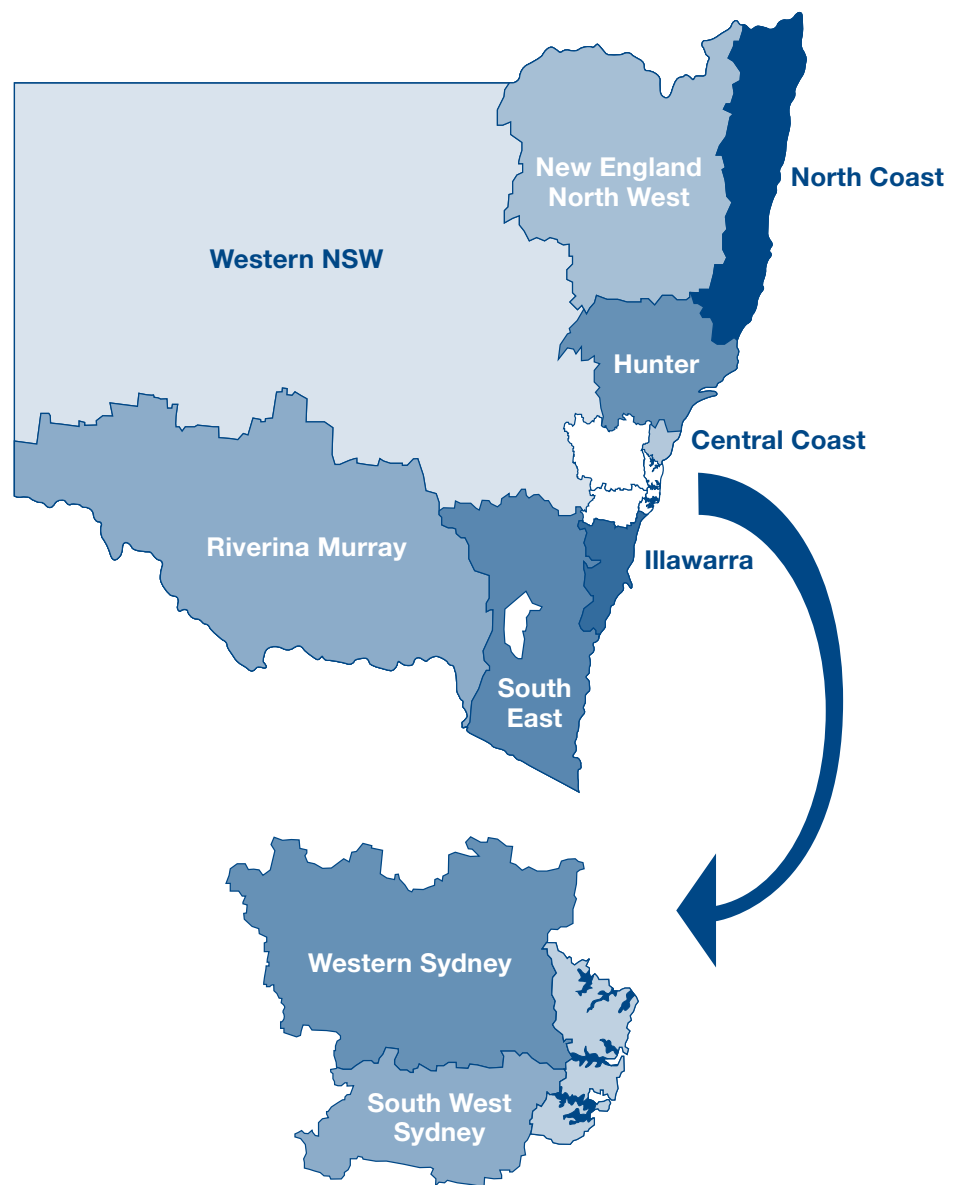 New England
North West
North Coast
Western NSW
Hunter
Central Coast
Riverina Murray
Illawarra
South
East
Western Sydney
South West
Sydney